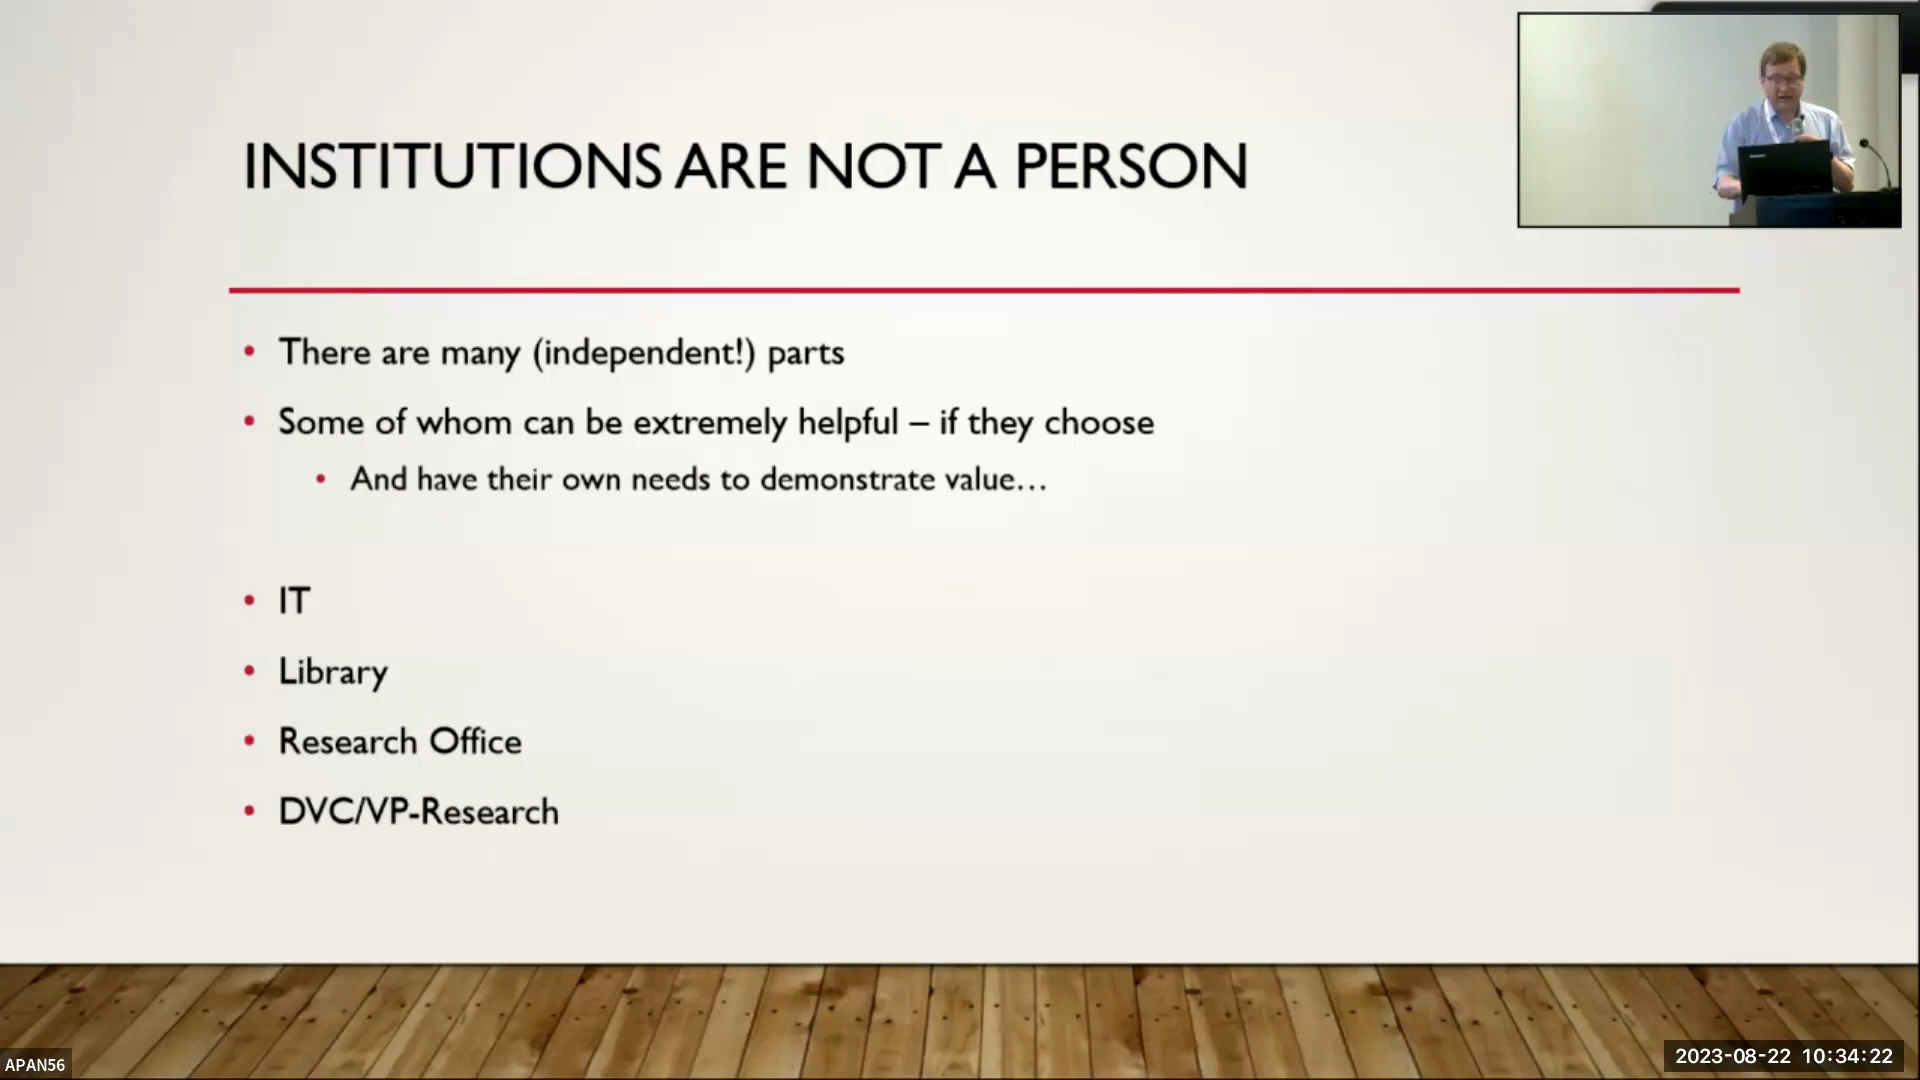 INSTITUTIONS ARE NOT A PERSON
• There are many (independent!) parts
• Some of whom can be extremely helpful – if they choose
• And have their own needs to demonstrate value…
• IT
• Library
• Research Office
• DVC/VP-Research
APAN56
2023-08-22 10:34:22